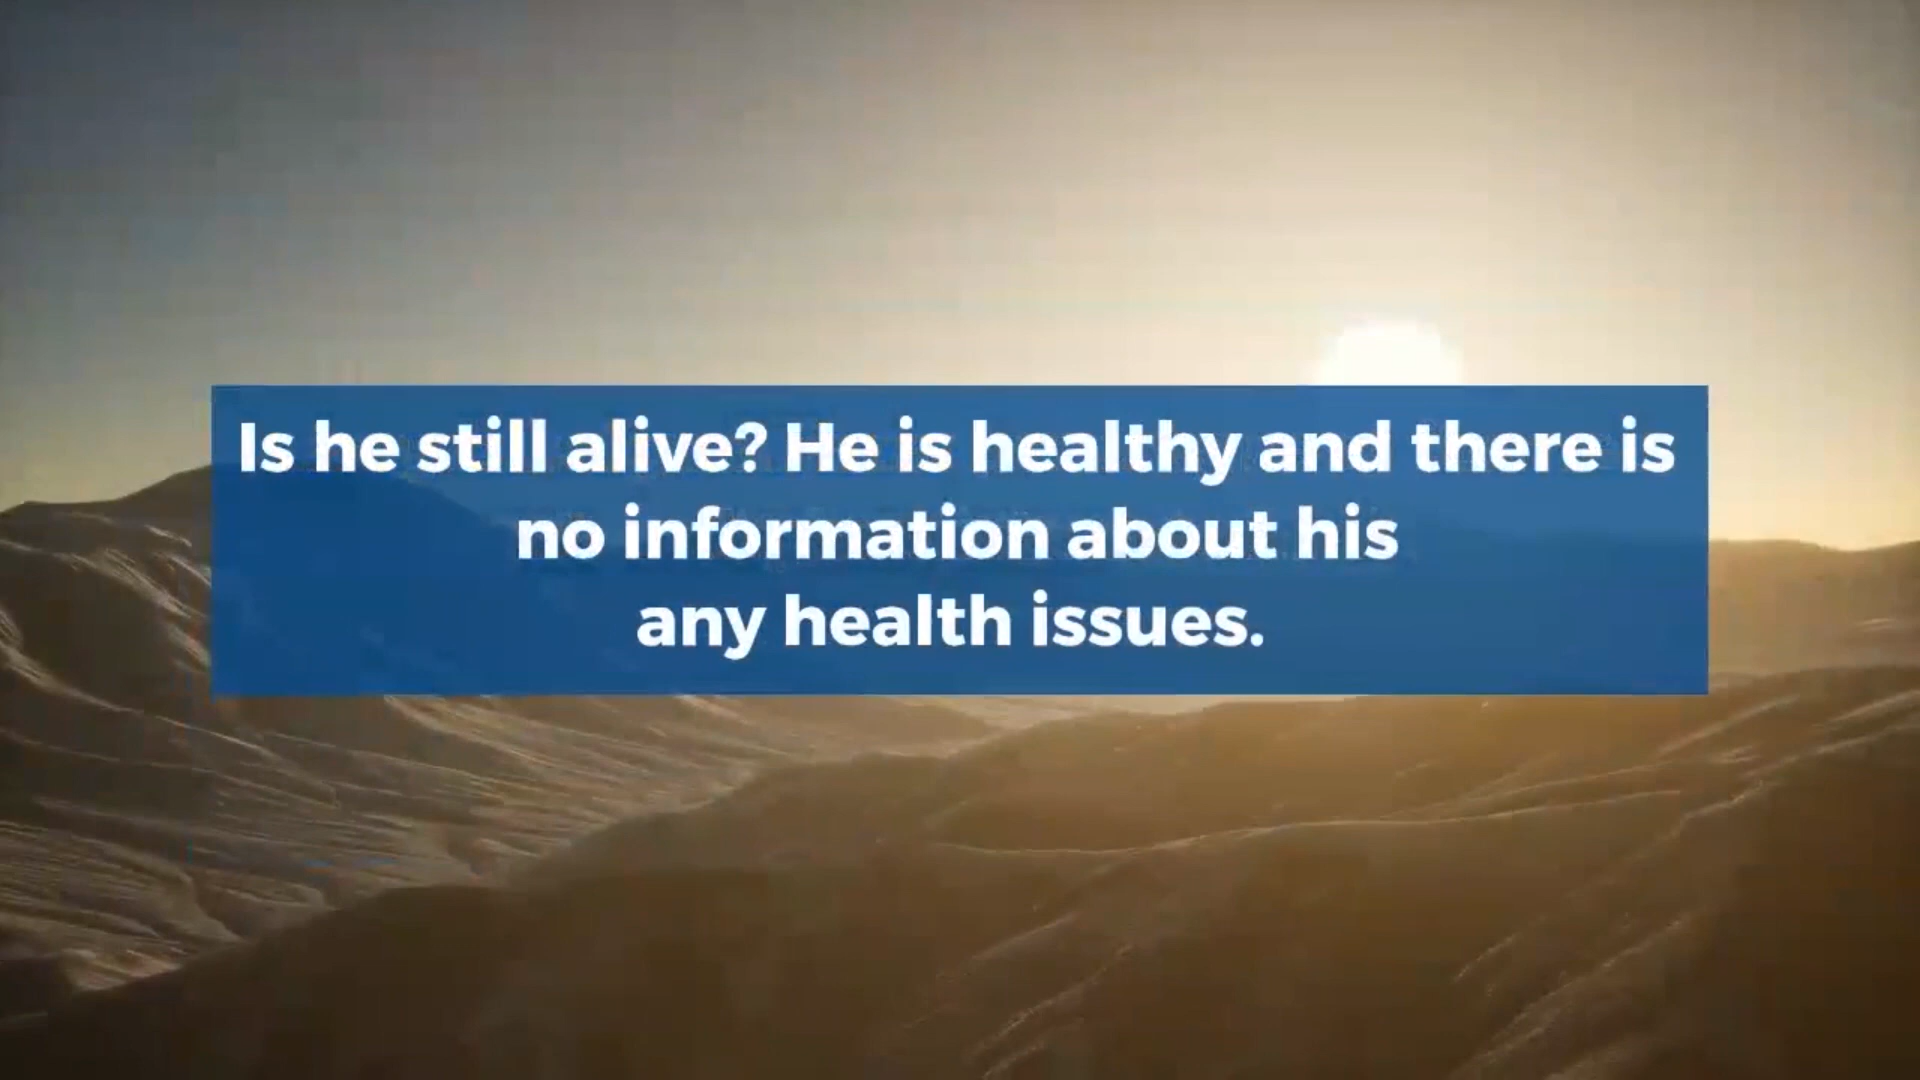 Is he still alive? He is healthy and there is
no information about his
any health issues.